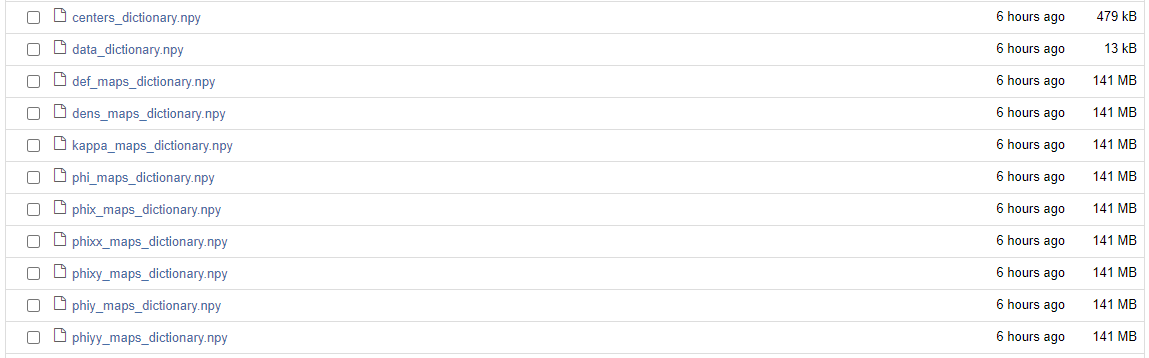 centers_dictionary.npy 6 hours ago 479 kB
data_dictionary.npy 6 hours ago 13 kB
def_maps_dictionary.npy 6 hours ago 141 MB
dens_maps_dictionary.npy 6 hours ago 141 MB
kappa_maps_dictionary.npy 6 hours ago 141 MB
phi_maps_dictionary.npy 6 hours ago 141 MB
phix_maps_dictionary.npy 6 hours ago 141 MB
phixx_maps_dictionary.npy 6 hours ago 141 MB
phixy_maps_dictionary.npy 6 hours ago 141 MB
phiy_maps_dictionary.npy 6 hours ago 141 MB
phiyy_maps_dictionary.npy 6 hours ago 141 MB